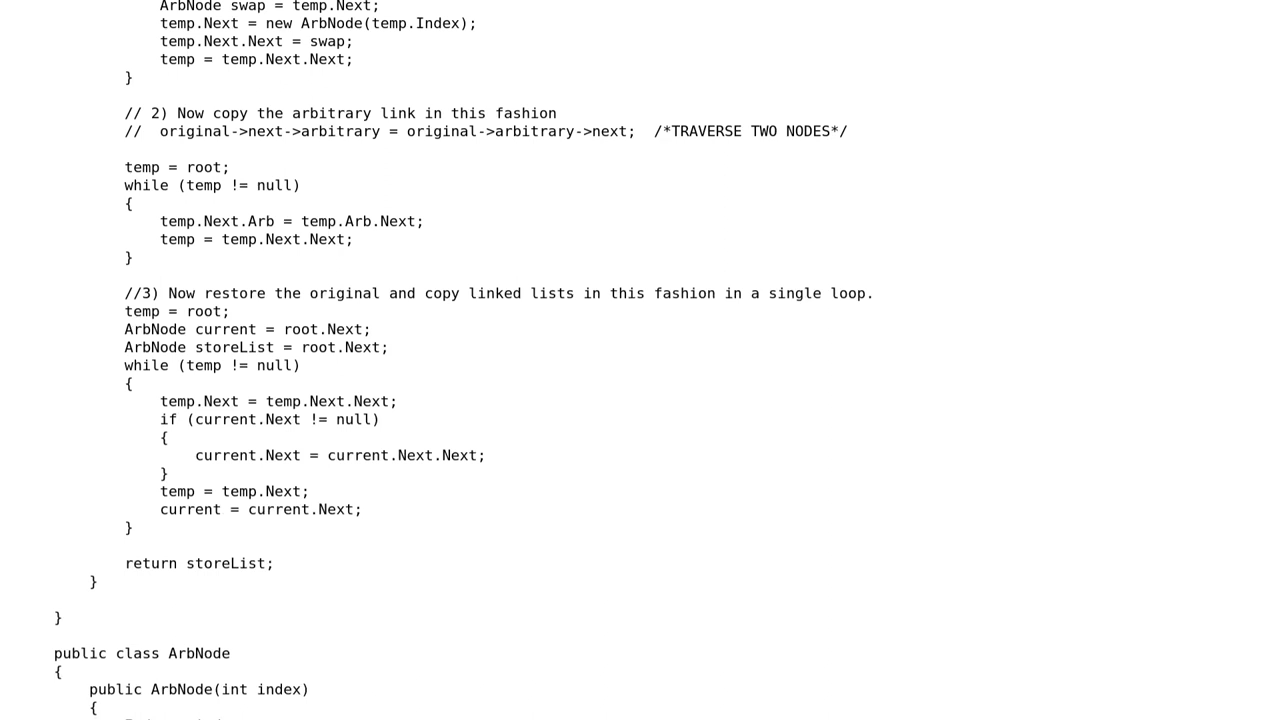 ArbNode swap = temp.Next;
temp.Next = new ArbNode(temp.Index);
temp.Next.Next = swap;
temp = temp.Next.Next;
}
// 2) Now copy the arbitrary link in this fashion
//  original->next->arbitrary = original->arbitrary->next;  /*TRAVERSE TWO NODES*/
temp = root;
while (temp != null)
{
temp.Next.Arb = temp.Arb.Next;
temp = temp.Next.Next;
}
//3) Now restore the original and copy linked lists in this fashion in a single loop.
temp = root;
ArbNode current = root.Next;
ArbNode storeList = root.Next;
while (temp != null)
{
temp.Next = temp.Next.Next;
if (current.Next != null)
{
current.Next = current.Next.Next;
}
temp = temp.Next;
current = current.Next;
}
return storeList;
}
}
public class ArbNode
{
public ArbNode(int index)
{